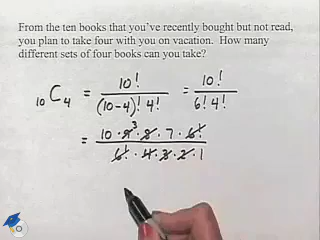 From the ten books that you've recently bought but not read,
you plan to take four with you on vacation. How many
different sets of four books can you take?
₁₀C₄ = 10! / (10-4)! 4! = 10! / 6! 4!
= 10 · 9³ · 8 · 7 · 6! / 6! · 4 · 3 · 2 · 1